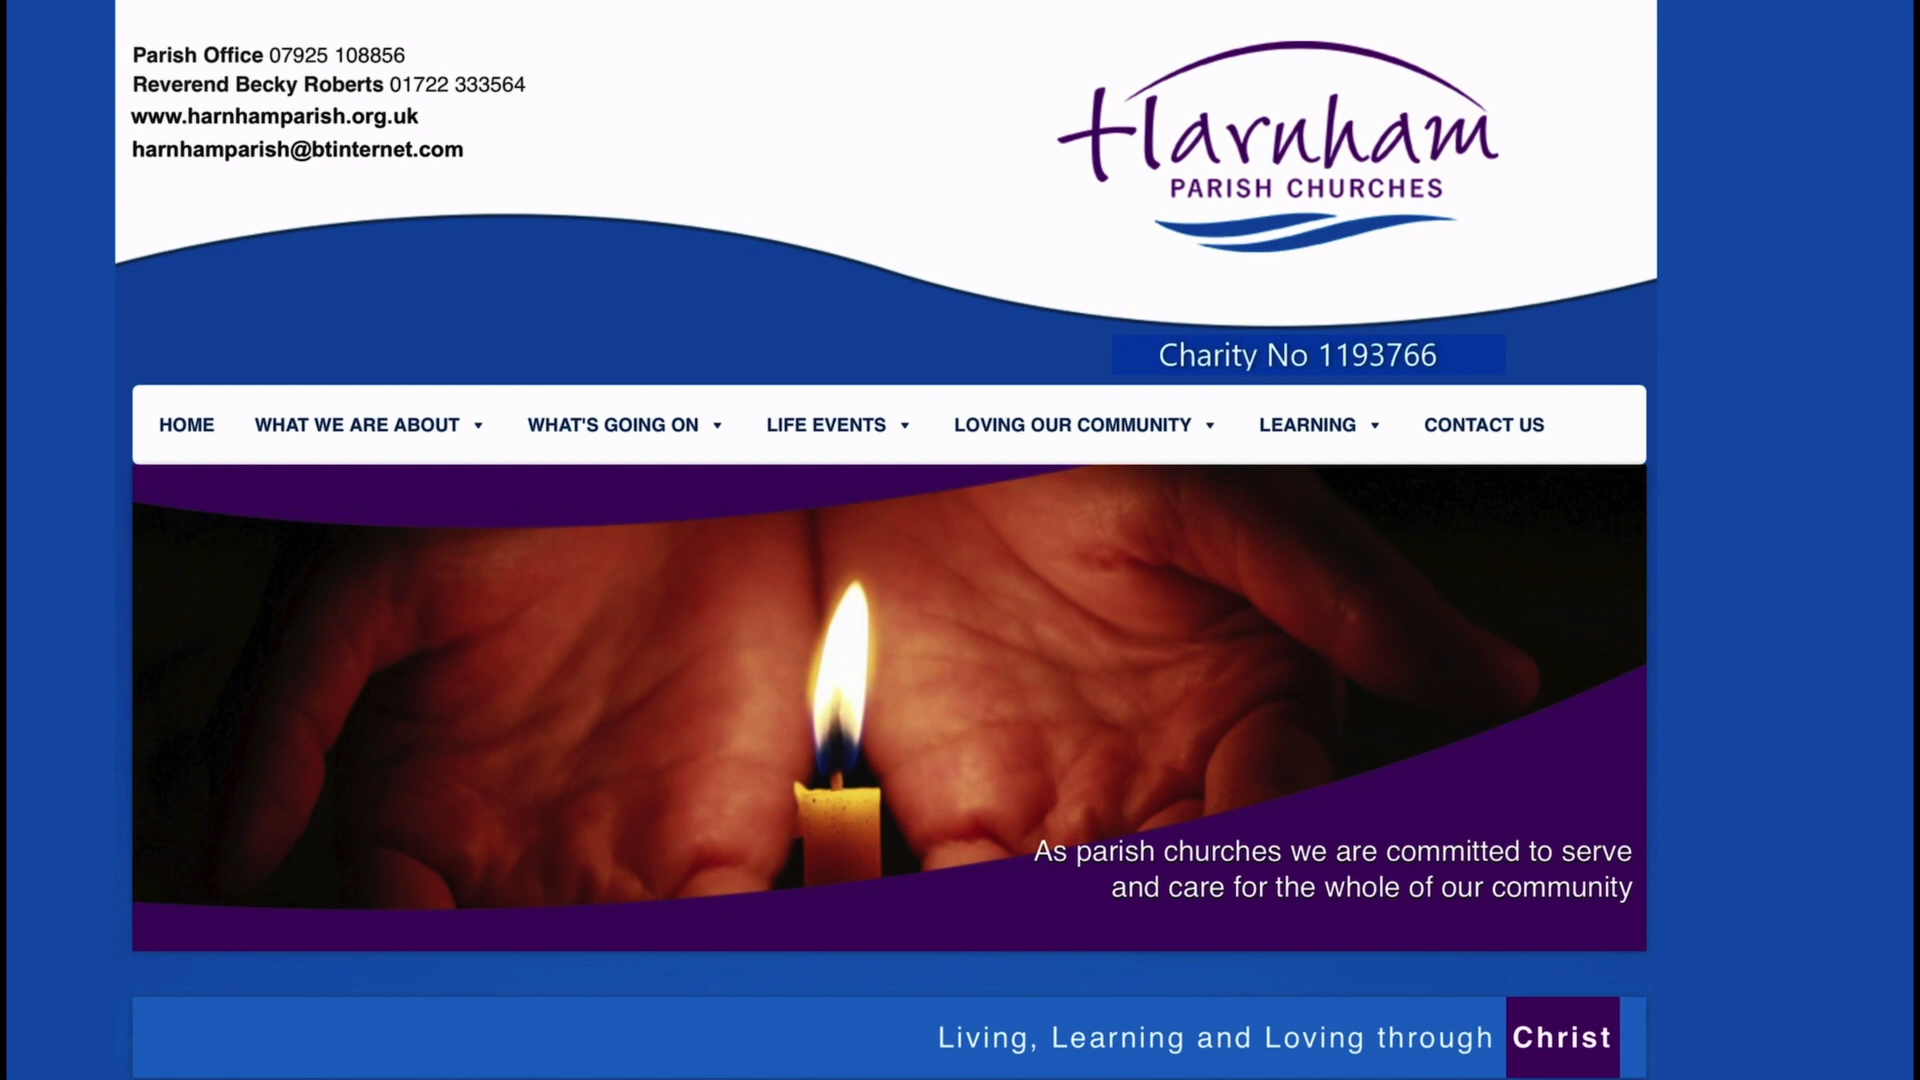 Parish Office 07925 108856
Reverend Becky Roberts 01722 333564
www.harnhamparish.org.uk
harnhamparish@btinternet.com
Harnham
PARISH CHURCHES
Charity No 1193766
HOME WHAT WE ARE ABOUT WHAT'S GOING ON LIFE EVENTS LOVING OUR COMMUNITY LEARNING CONTACT US
As parish churches we are committed to serve
and care for the whole of our community
Living, Learning and Loving through Christ